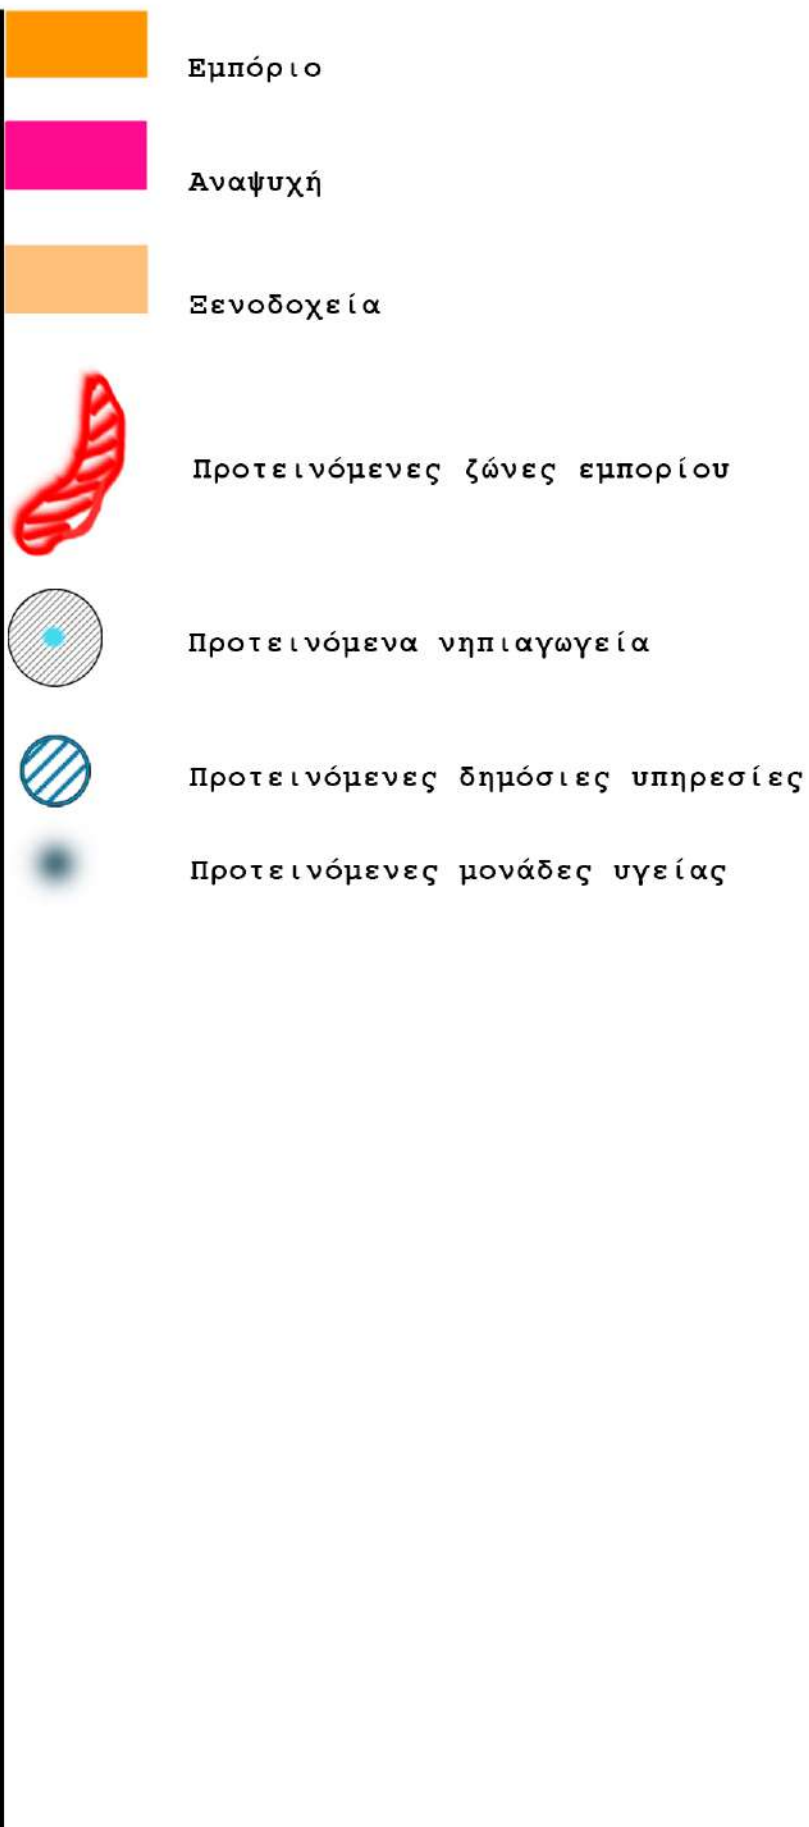 Εμπόριο
Αναψυχή
Ξενοδοχεία
Προτεινόμενες ζώνες εμπορίου
Προτεινόμενα νηπιαγωγεία
Προτεινόμενες δημόσιες υπηρεσίες
Προτεινόμενες μονάδες υγείας